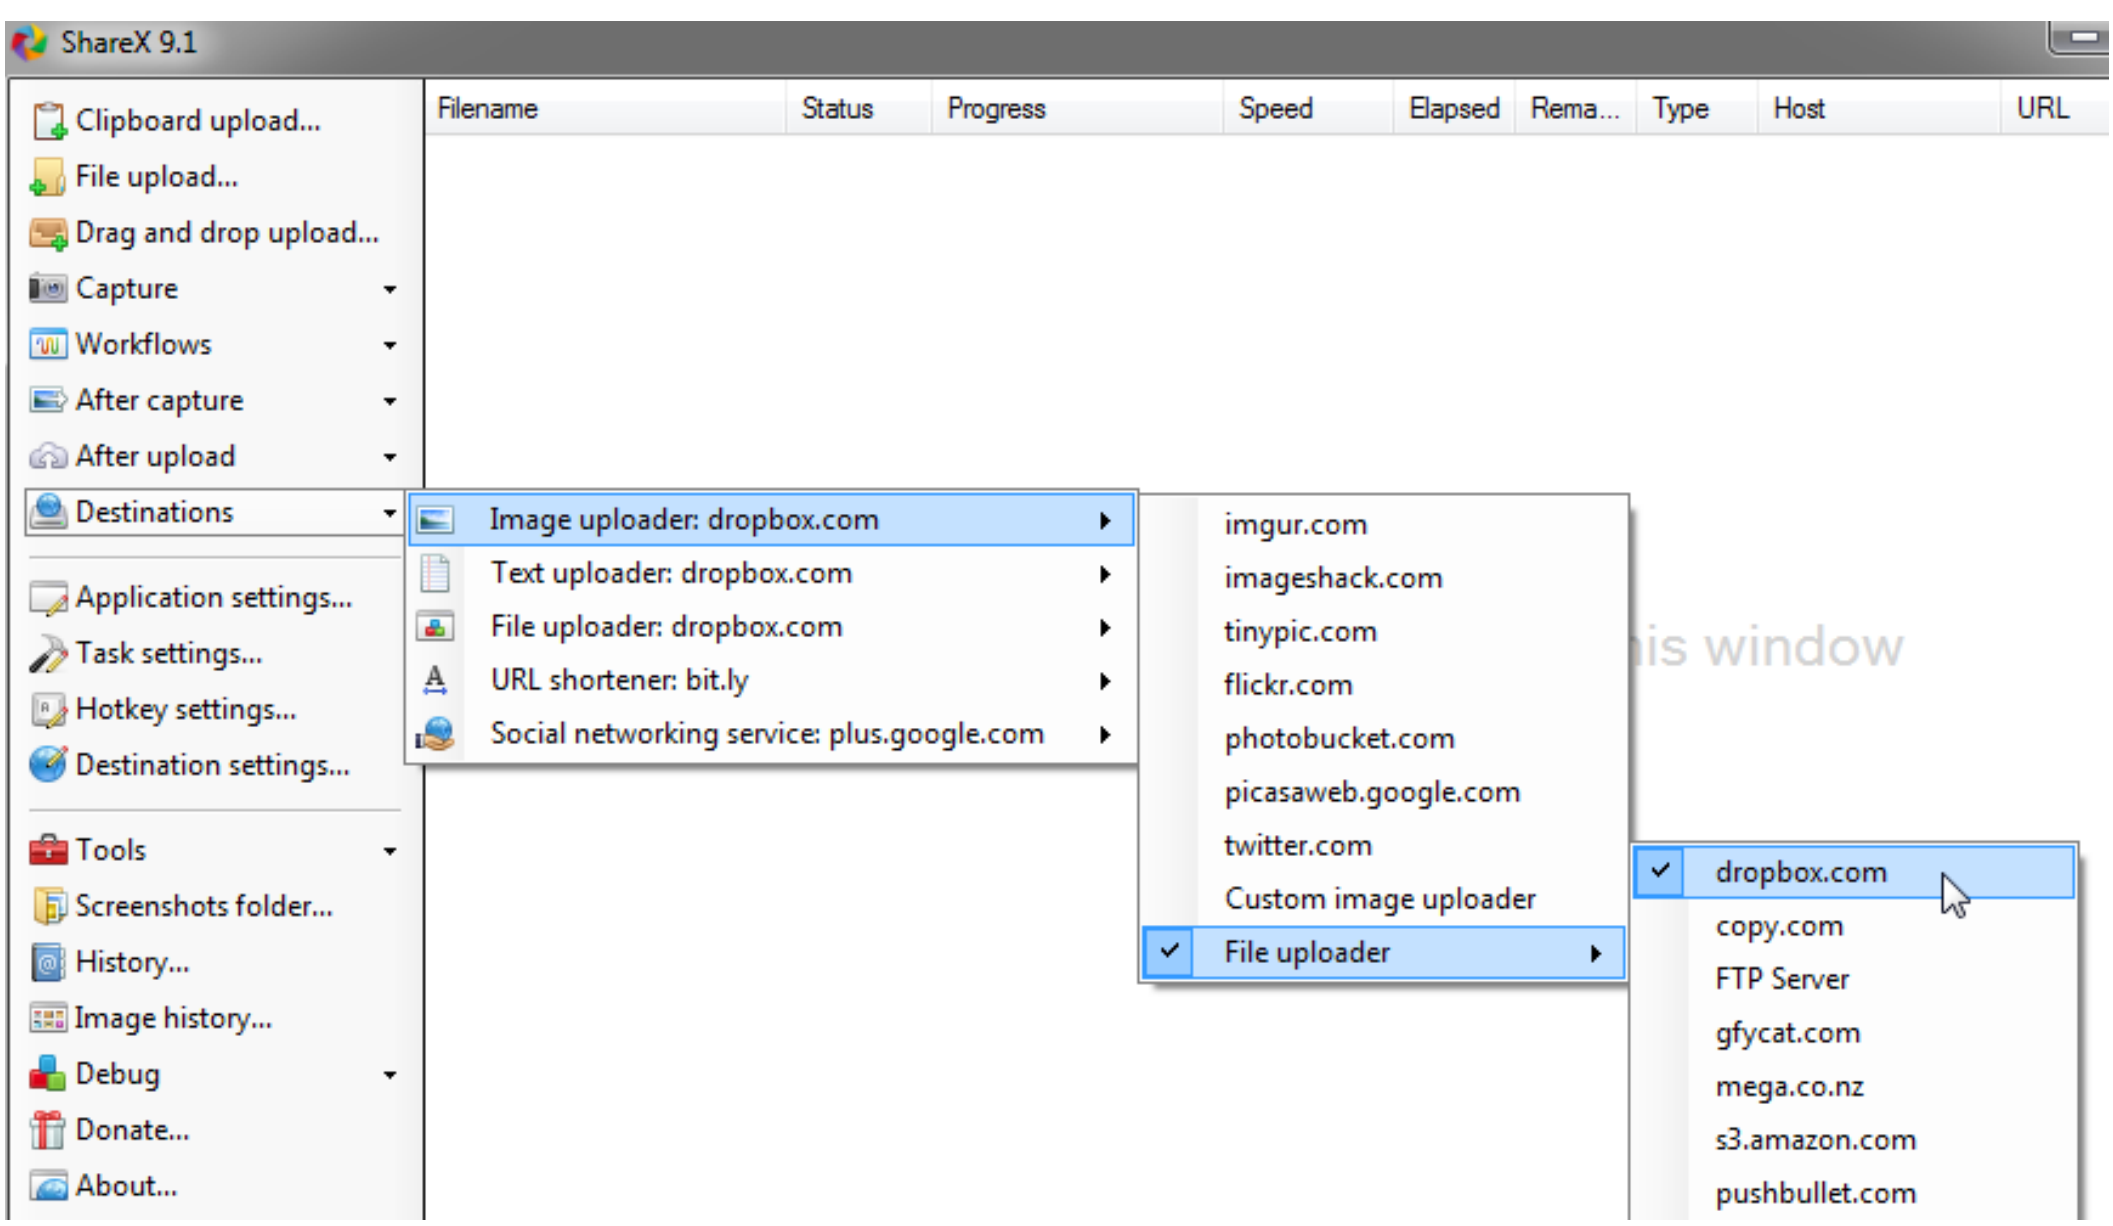 ShareX 9.1
Filename Status Progress Speed Elapsed Rema... Type Host URL
Clipboard upload...
File upload...
Drag and drop upload...
Capture
Workflows
After capture
After upload
Destinations
Application settings...
Task settings...
Hotkey settings...
Destination settings...
Tools
Screenshots folder...
History...
Image history...
Debug
Donate...
About...
Image uploader: dropbox.com
Text uploader: dropbox.com
File uploader: dropbox.com
URL shortener: bit.ly
Social networking service: plus.google.com
imgur.com
imageshack.com
tinypic.com
flickr.com
photobucket.com
picasaweb.google.com
twitter.com
Custom image uploader
File uploader
his window
dropbox.com
copy.com
FTP Server
gfycat.com
mega.co.nz
s3.amazon.com
pushbullet.com